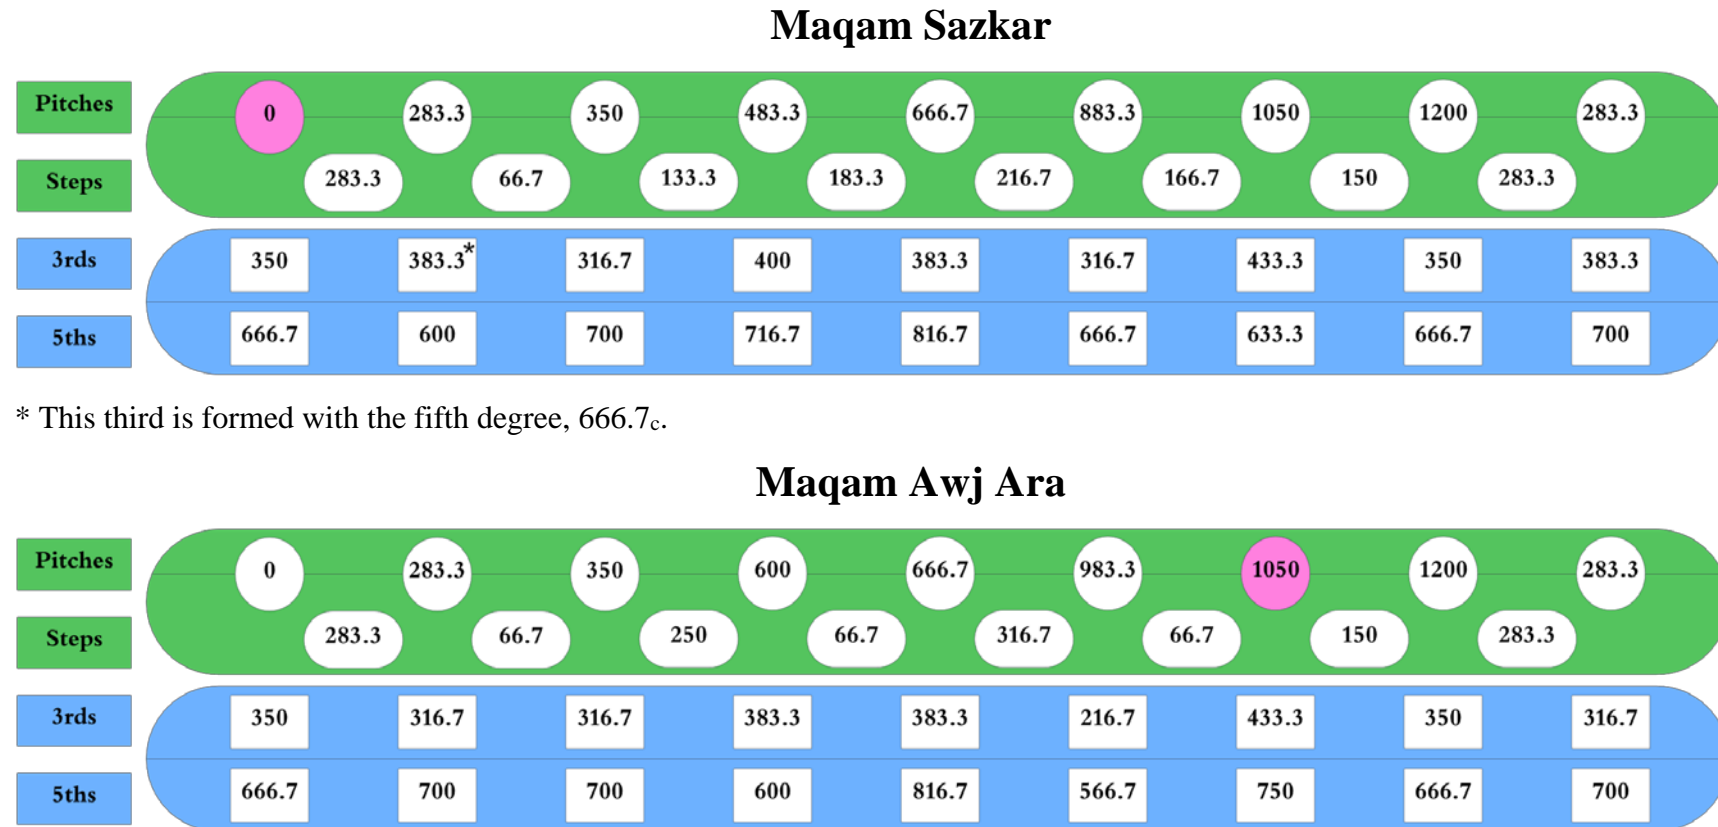 Maqam Sazkar
Pitches 0 283.3 350 483.3 666.7 883.3 1050 1200 283.3
Steps 283.3 66.7 133.3 183.3 216.7 166.7 150 283.3
3rds 350 383.3* 316.7 400 383.3 316.7 433.3 350 383.3
5ths 666.7 600 700 716.7 816.7 666.7 633.3 666.7 700
* This third is formed with the fifth degree, 666.7c.
Maqam Awj Ara
Pitches 0 283.3 350 600 666.7 983.3 1050 1200 283.3
Steps 283.3 66.7 250 66.7 316.7 66.7 150 283.3
3rds 350 316.7 316.7 383.3 383.3 216.7 433.3 350 316.7
5ths 666.7 700 700 600 816.7 566.7 750 666.7 700